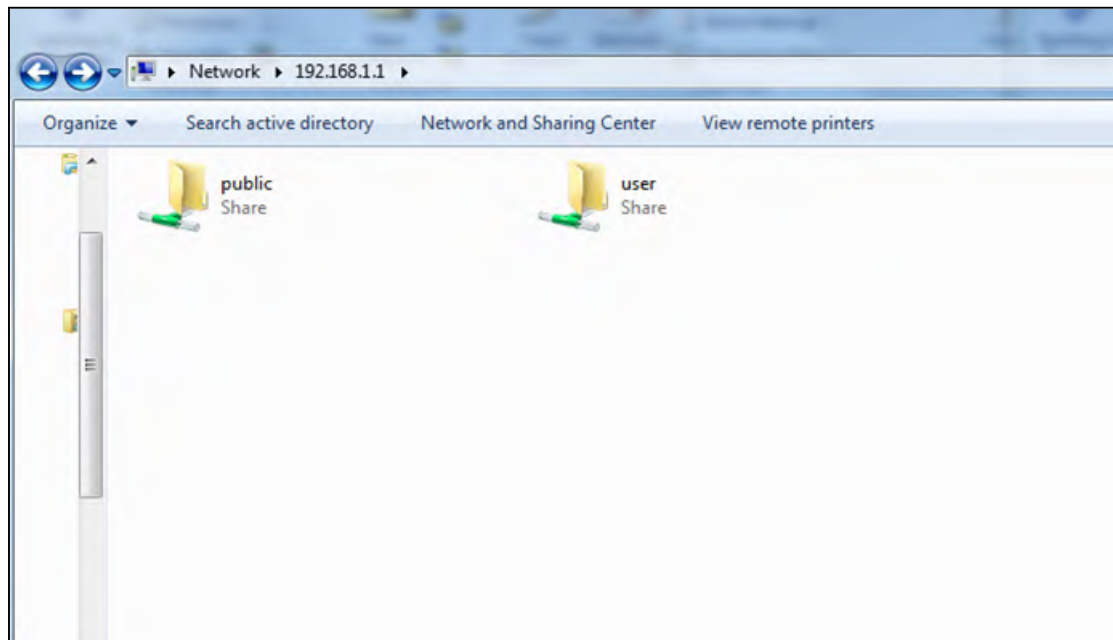 Network 192.168.1.1
Organize Search active directory Network and Sharing Center View remote printers
public user
Share Share